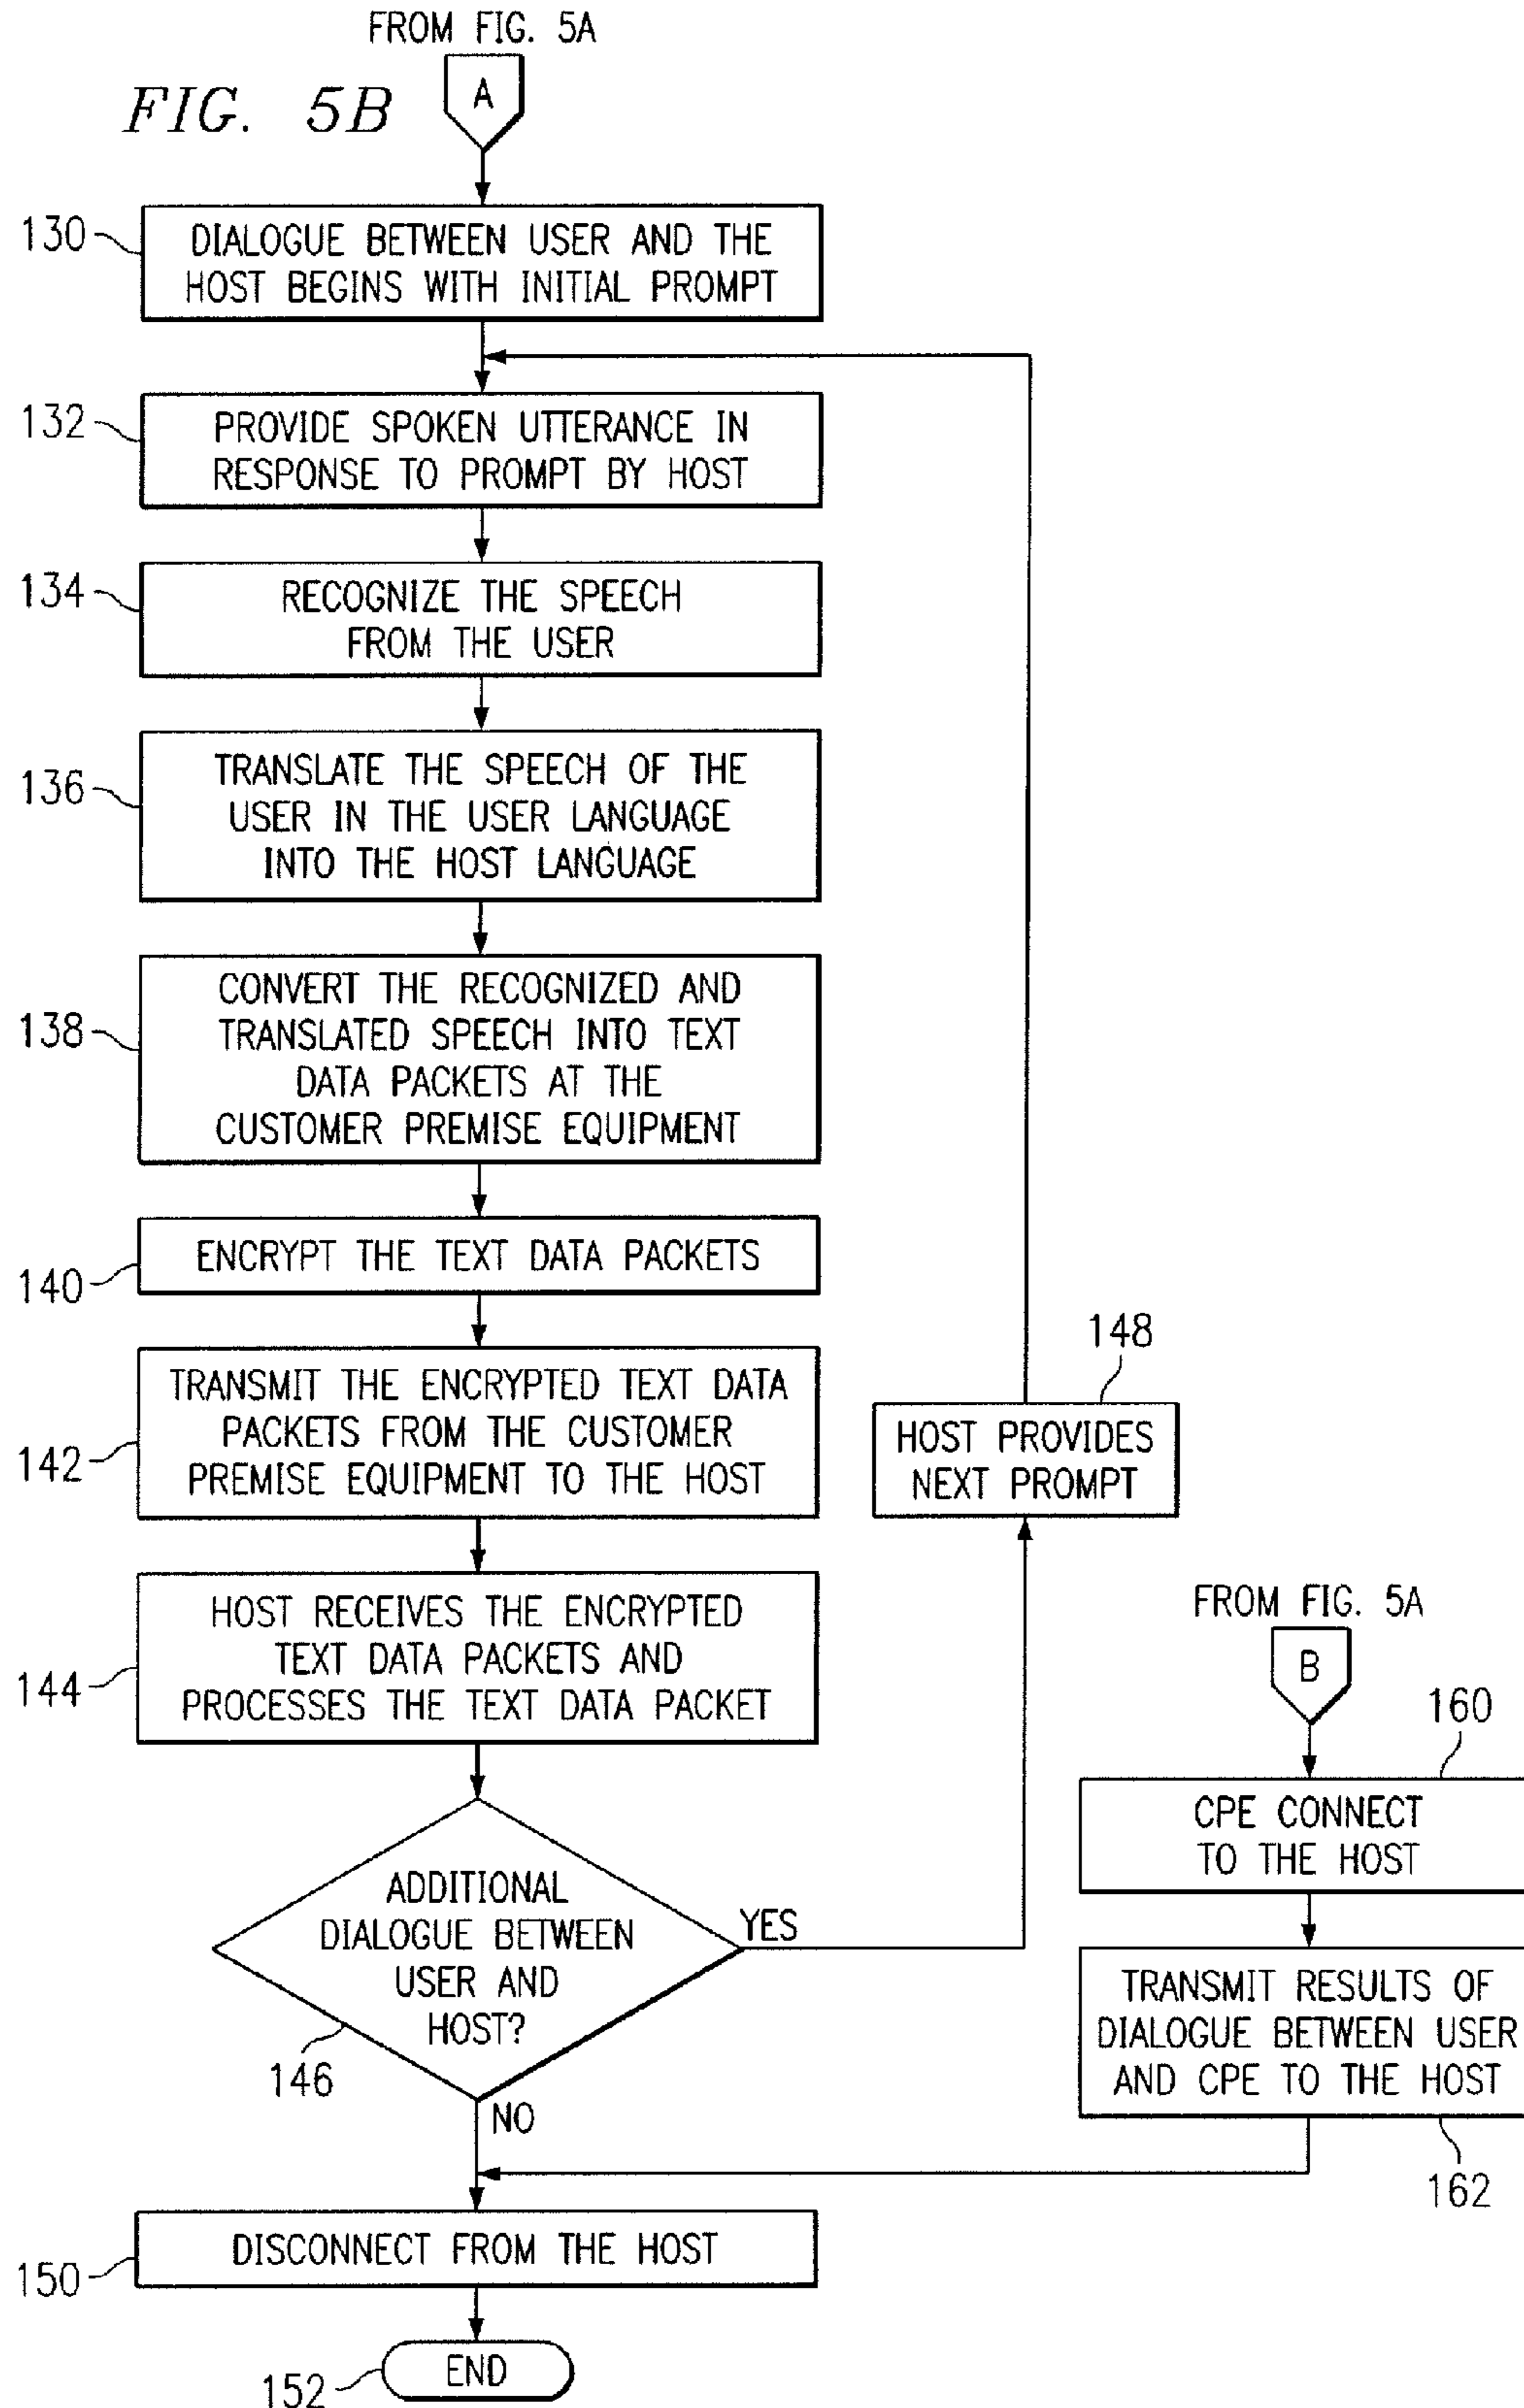 FROM FIG. 5A
FIG. 5B
A
130
DIALOGUE BETWEEN USER AND THE
HOST BEGINS WITH INITIAL PROMPT
132
PROVIDE SPOKEN UTTERANCE IN
RESPONSE TO PROMPT BY HOST
134
RECOGNIZE THE SPEECH
FROM THE USER
136
TRANSLATE THE SPEECH OF THE
USER IN THE USER LANGUAGE
INTO THE HOST LANGUAGE
138
CONVERT THE RECOGNIZED AND
TRANSLATED SPEECH INTO TEXT
DATA PACKETS AT THE
CUSTOMER PREMISE EQUIPMENT
140
ENCRYPT THE TEXT DATA PACKETS
142
TRANSMIT THE ENCRYPTED TEXT DATA
PACKETS FROM THE CUSTOMER
PREMISE EQUIPMENT TO THE HOST
148
HOST PROVIDES
NEXT PROMPT
144
HOST RECEIVES THE ENCRYPTED
TEXT DATA PACKETS AND
PROCESSES THE TEXT DATA PACKET
146
ADDITIONAL
DIALOGUE BETWEEN
USER AND
HOST?
YES
NO
FROM FIG. 5A
B
160
CPE CONNECT
TO THE HOST
TRANSMIT RESULTS OF
DIALOGUE BETWEEN USER
AND CPE TO THE HOST
162
150
DISCONNECT FROM THE HOST
152
END